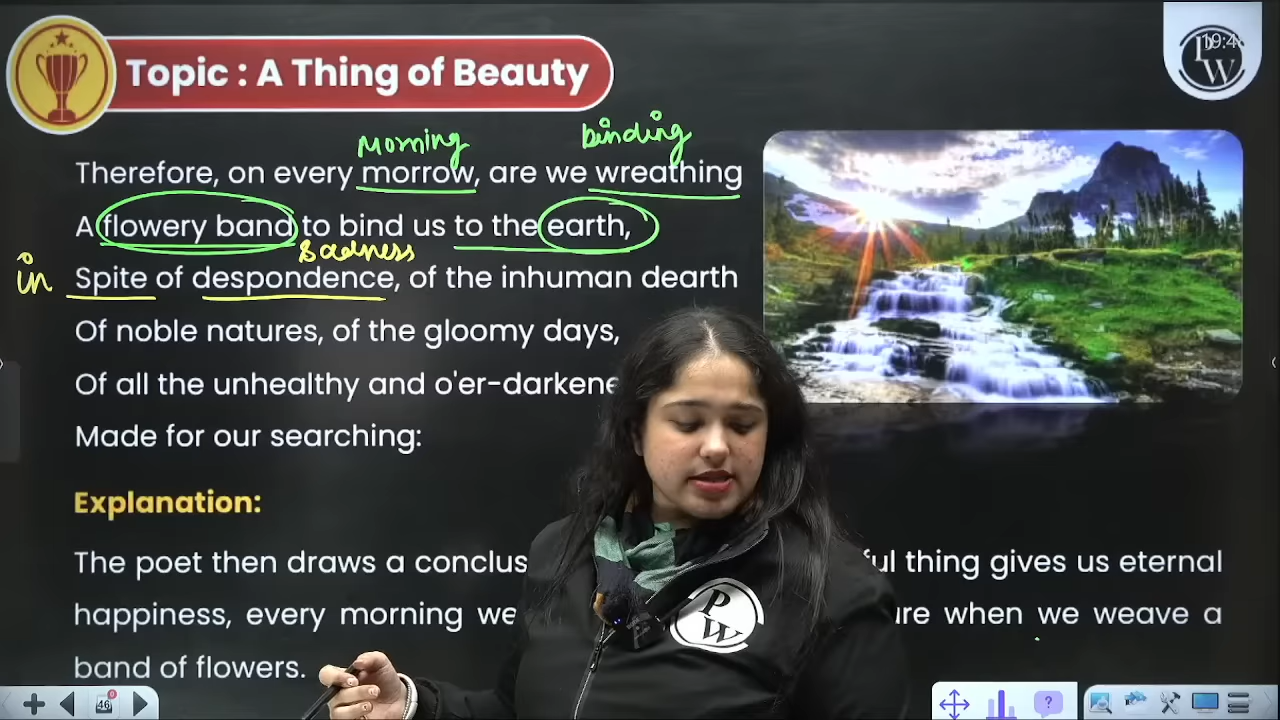 Topic : A Thing of Beauty
19:4
Morning
binding
Therefore, on every morrow, are we wreathing
A flowery band to bind us to the earth,
sadness
in Spite of despondence, of the inhuman dearth
Of noble natures, of the gloomy days,
Of all the unhealthy and o'er-darkene
Made for our searching:
Explanation:
The poet then draws a conclus ful thing gives us eternal
happiness, every morning we ure when we weave a
band of flowers.
P
W
46